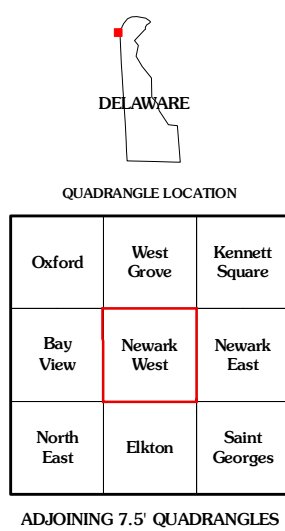 DELAWARE
QUADRANGLE LOCATION
Oxford
West
Grove
Kennett
Square
Bay
View
Newark
West
Newark
East
North
East
Elkton
Saint
Georges
ADJOINING 7.5' QUADRANGLES